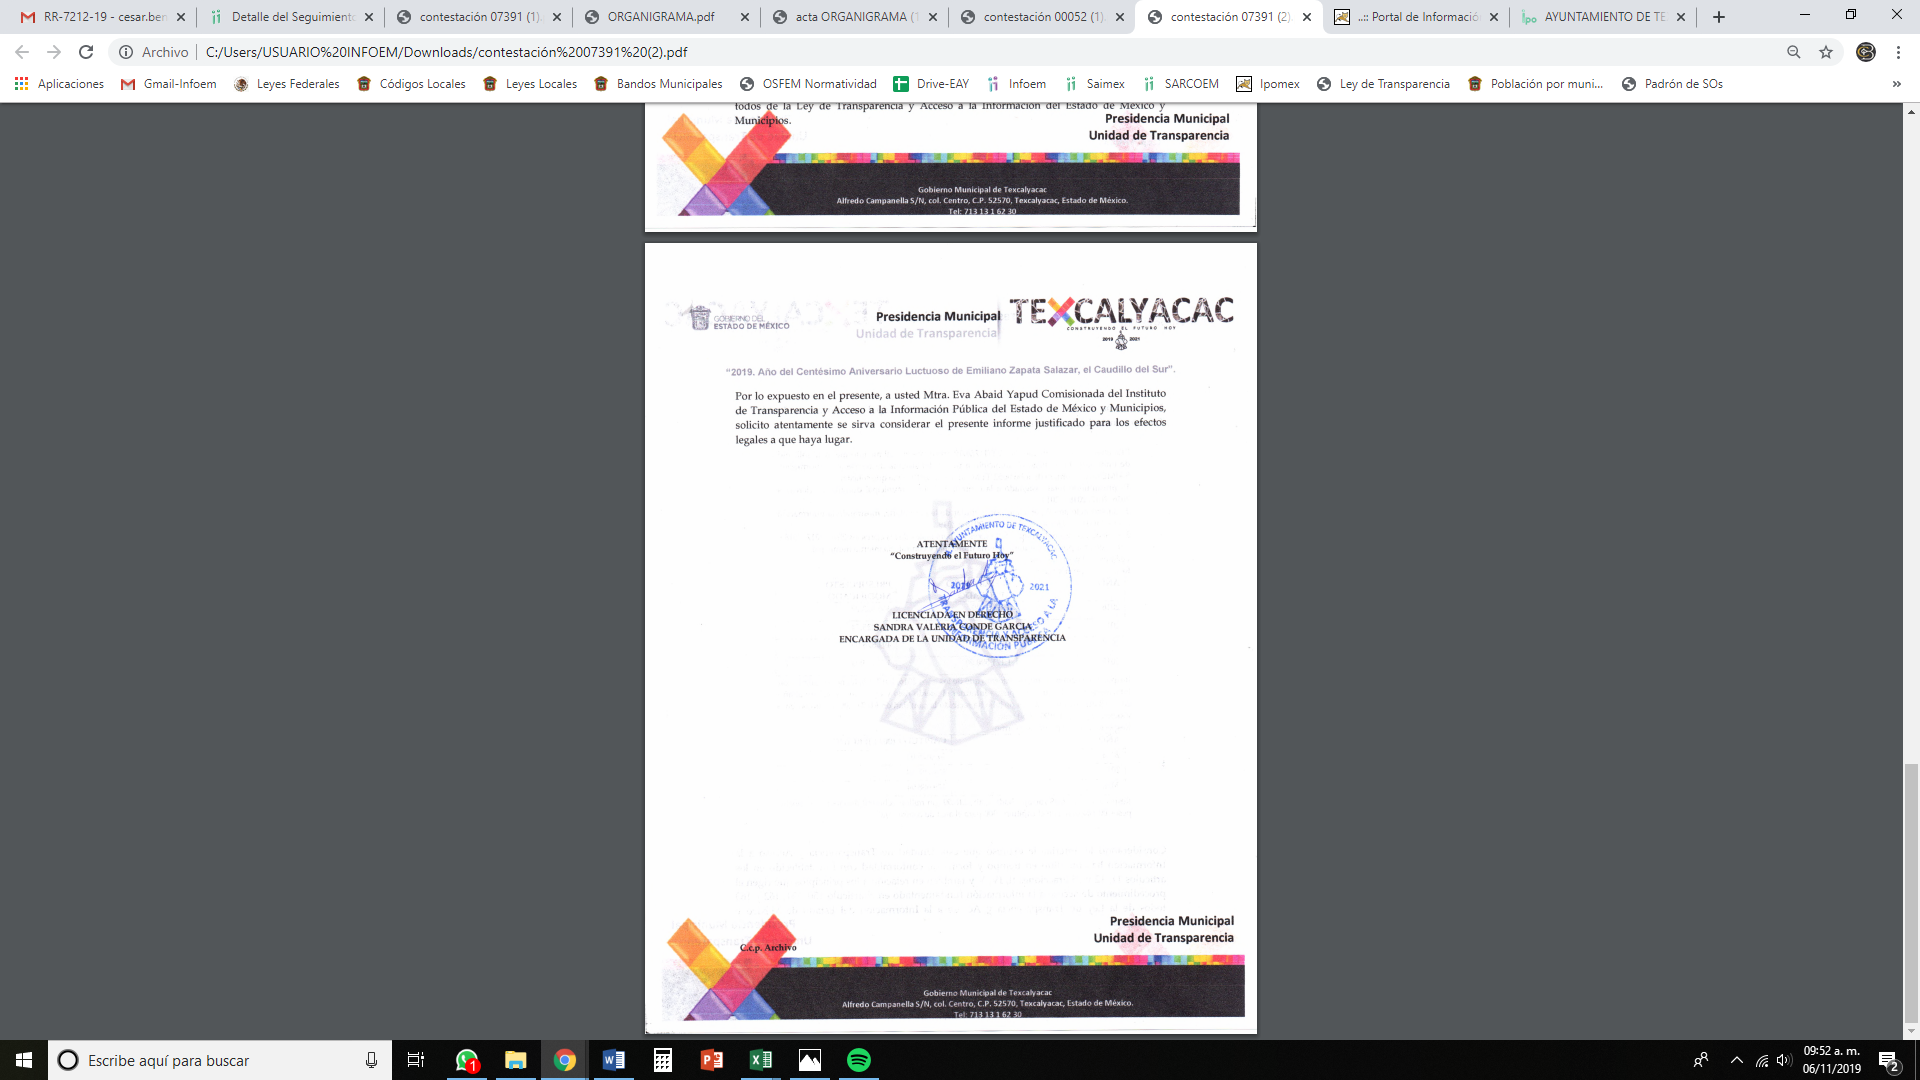 RR-7212-19 - cesar.ber
Detalle del Seguimiento
contestación 07391 (1)
ORGANIGRAMA.pdf
acta ORGANIGRAMA (1
contestación 00052 (1)
contestación 07391 (2)
..:: Portal de Informació
AYUNTAMIENTO DE TE
Archivo
C:/Users/USUARIO%20INFOEM/Downloads/contestación%2007391%20(2).pdf
Aplicaciones
Gmail-Infoem
Leyes Federales
Códigos Locales
Leyes Locales
Bandos Municipales
OSFEM Normatividad
Drive-EAY
Infoem
Saimex
SARCOEM
Ipomex
Ley de Transparencia
Población por muni...
Padrón de SOs
todos de la Ley de Transparencia y Acceso a la Información del Estado de México y
Municipios.
Presidencia Municipal
Unidad de Transparencia
Gobierno Municipal de Texcalyacac
Alfredo Campanella S/N, col. Centro, C.P. 52570, Texcalyacac, Estado de México.
Tel: 713 13 1 62 30
GOBIERNO DEL
ESTADO DE MÉXICO
Presidencia Municipal
Unidad de Transparencia
TEXCALYACAC
CONSTRUYENDO EL FUTURO HOY
2019 2021
"2019. Año del Centésimo Aniversario Luctuoso de Emiliano Zapata Salazar, el Caudillo del Sur".
Por lo expuesto en el presente, a usted Mtra. Eva Abaid Yapud Comisionada del Instituto
de Transparencia y Acceso a la Información Pública del Estado de México y Municipios,
solicito atentamente se sirva considerar el presente informe justificado para los efectos
legales a que haya lugar.
AYUNTAMIENTO DE TEXCALYACAC
ATENTAMENTE
"Construyendo el Futuro Hoy"
2019 2021
LICENCIADA EN DERECHO
SANDRA VALERIA CONDE GARCIA
ENCARGADA DE LA UNIDAD DE TRANSPARENCIA
TRANSPARENCIA Y ACCESO A LA
INFORMACIÓN PÚBLICA
Presidencia Municipal
Unidad de Transparencia
C.c.p. Archivo
Gobierno Municipal de Texcalyacac
Alfredo Campanella S/N, col. Centro, C.P. 52570, Texcalyacac, Estado de México.
Tel: 713 13 1 62 30
Escribe aquí para buscar
1
09:52 a. m.
06/11/2019
2